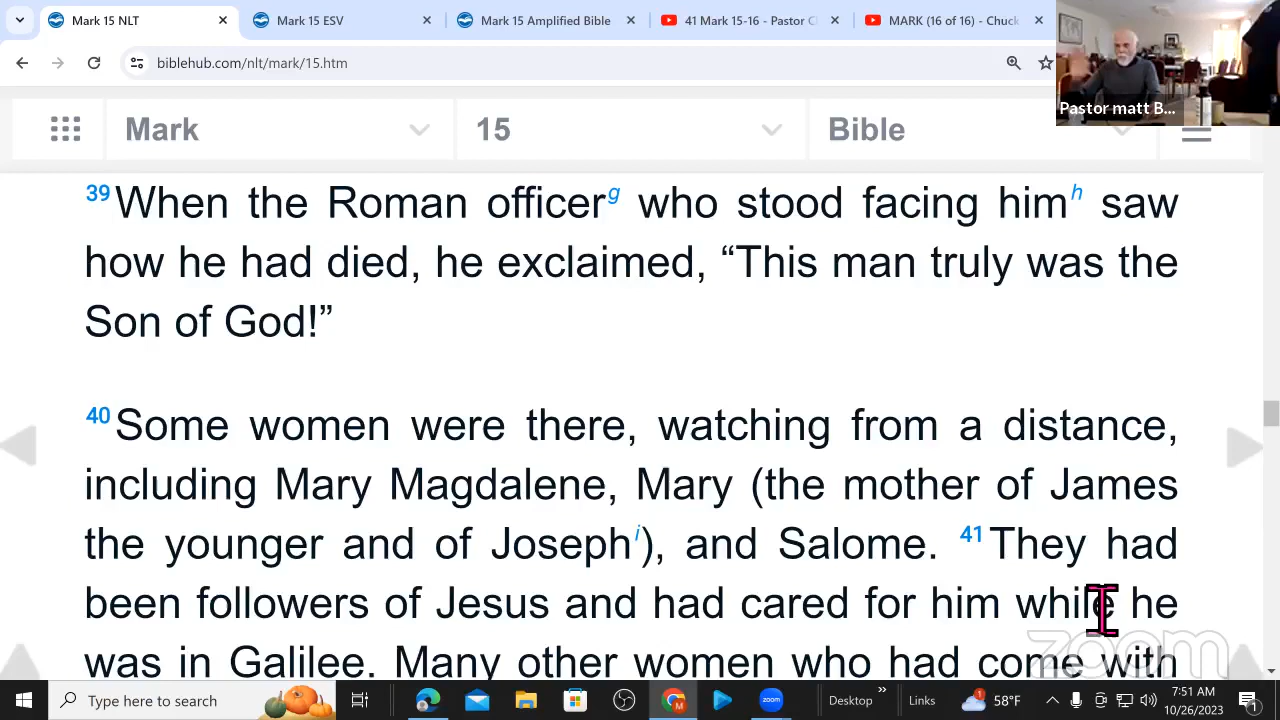 Mark 15 NLT
Mark 15 ESV
Mark 15 Amplified Bible
41 Mark 15-16 - Pastor C
MARK (16 of 16) - Chuck
biblehub.com/nlt/mark/15.htm
Pastor matt B...
Mark 15 Bible
39When the Roman officerg who stood facing himh saw
how he had died, he exclaimed, “This man truly was the
Son of God!”
40Some women were there, watching from a distance,
including Mary Magdalene, Mary (the mother of James
the younger and of Josephi), and Salome. 41They had
been followers of Jesus and had cared for him while he
was in Galilee. Many other women who had come with
zoom
Type here to search
zoom
Desktop
Links
1
58°F
7:51 AM
10/26/2023
1